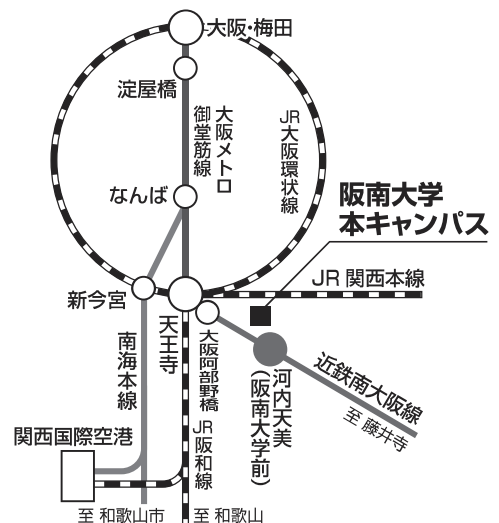 大阪・梅田
淀屋橋
大阪メトロ
御堂筋線
JR大阪環状線
なんば
阪南大学
本キャンパス
JR 関西本線
新今宮
天王寺
大阪阿部野橋
南海本線
河内天美
(阪南大学前)
近鉄南大阪線
至 藤井寺
JR阪和線
関西国際空港
至 和歌山市
至 和歌山